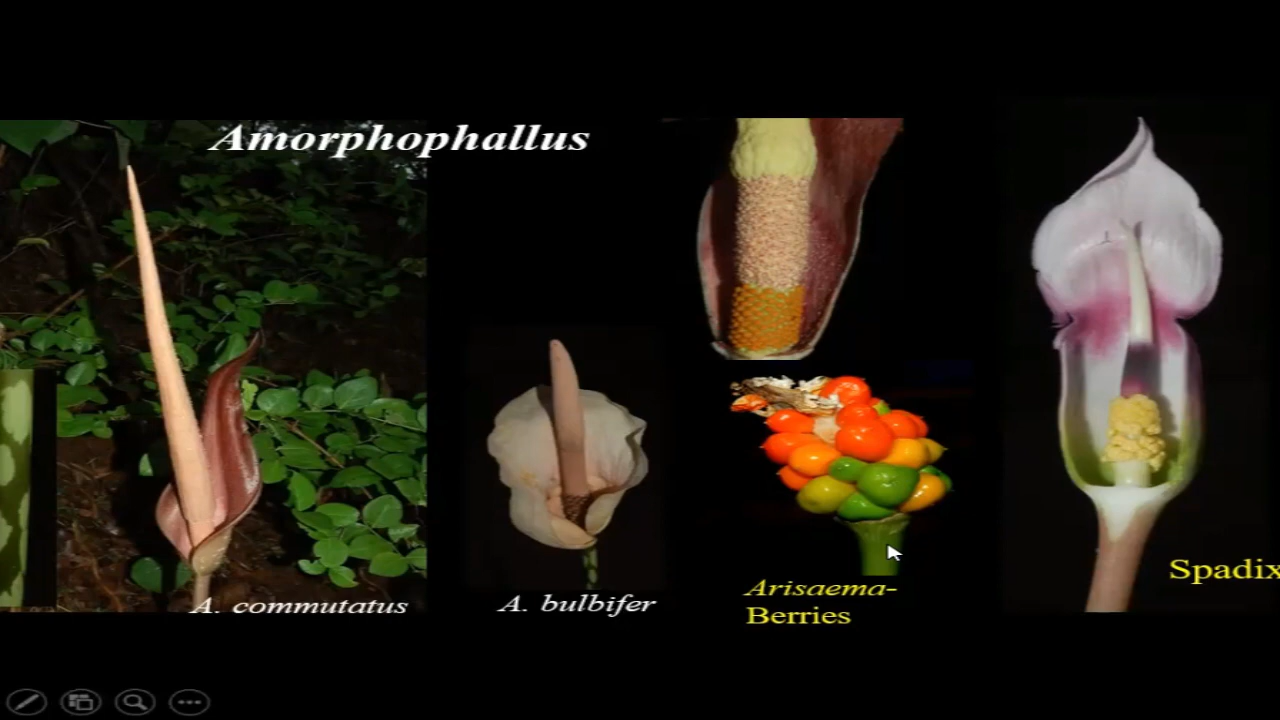 Amorphophallus
A. commutatus
A. bulbifer
Arisaema-
Berries
Spadix